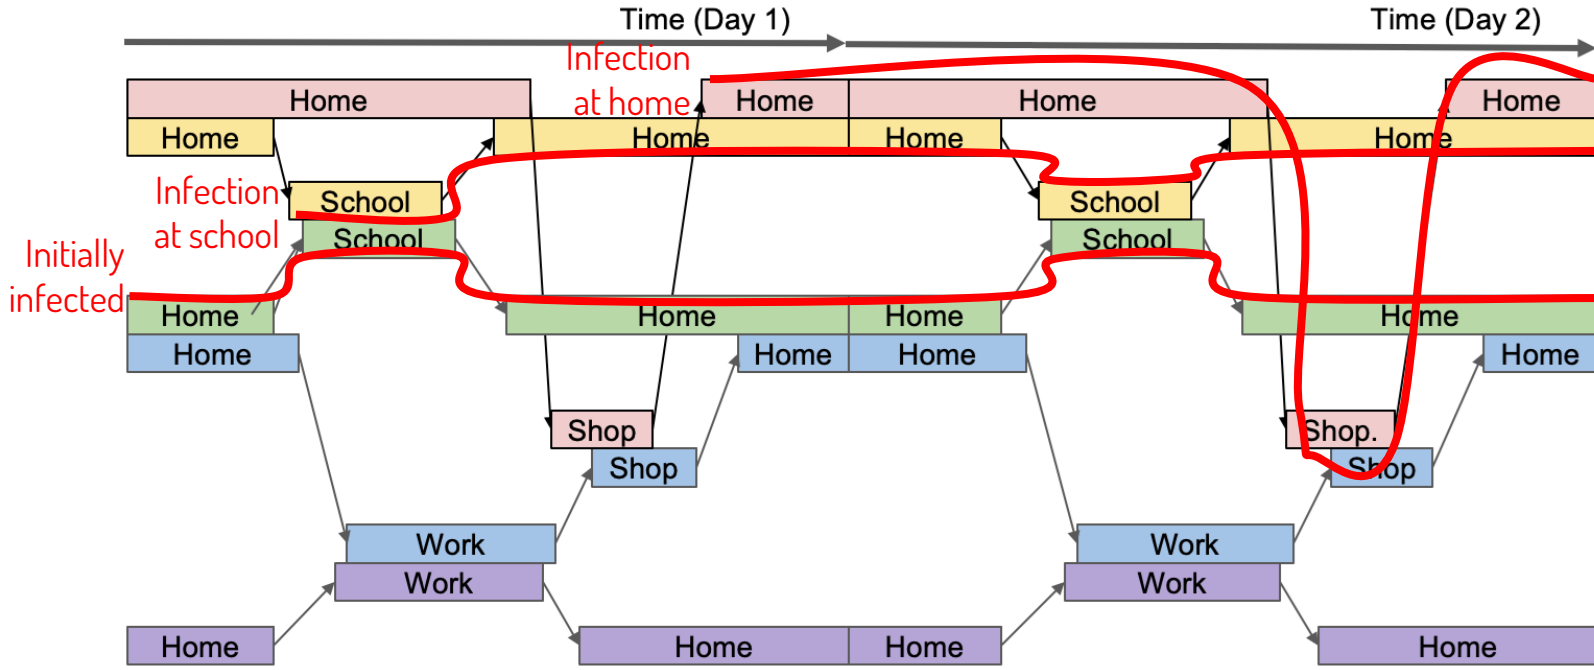 Time (Day 1)
Time (Day 2)
Infection
at home
Home
Home
Home
Home
Home
Home
Home
Home
Infection
at school
School
School
School
School
Initially
infected
Home
Home
Home
Home
Home
Home
Home
Home
Shop
Shop.
Shop
Shop
Work
Work
Work
Work
Home
Home
Home
Home